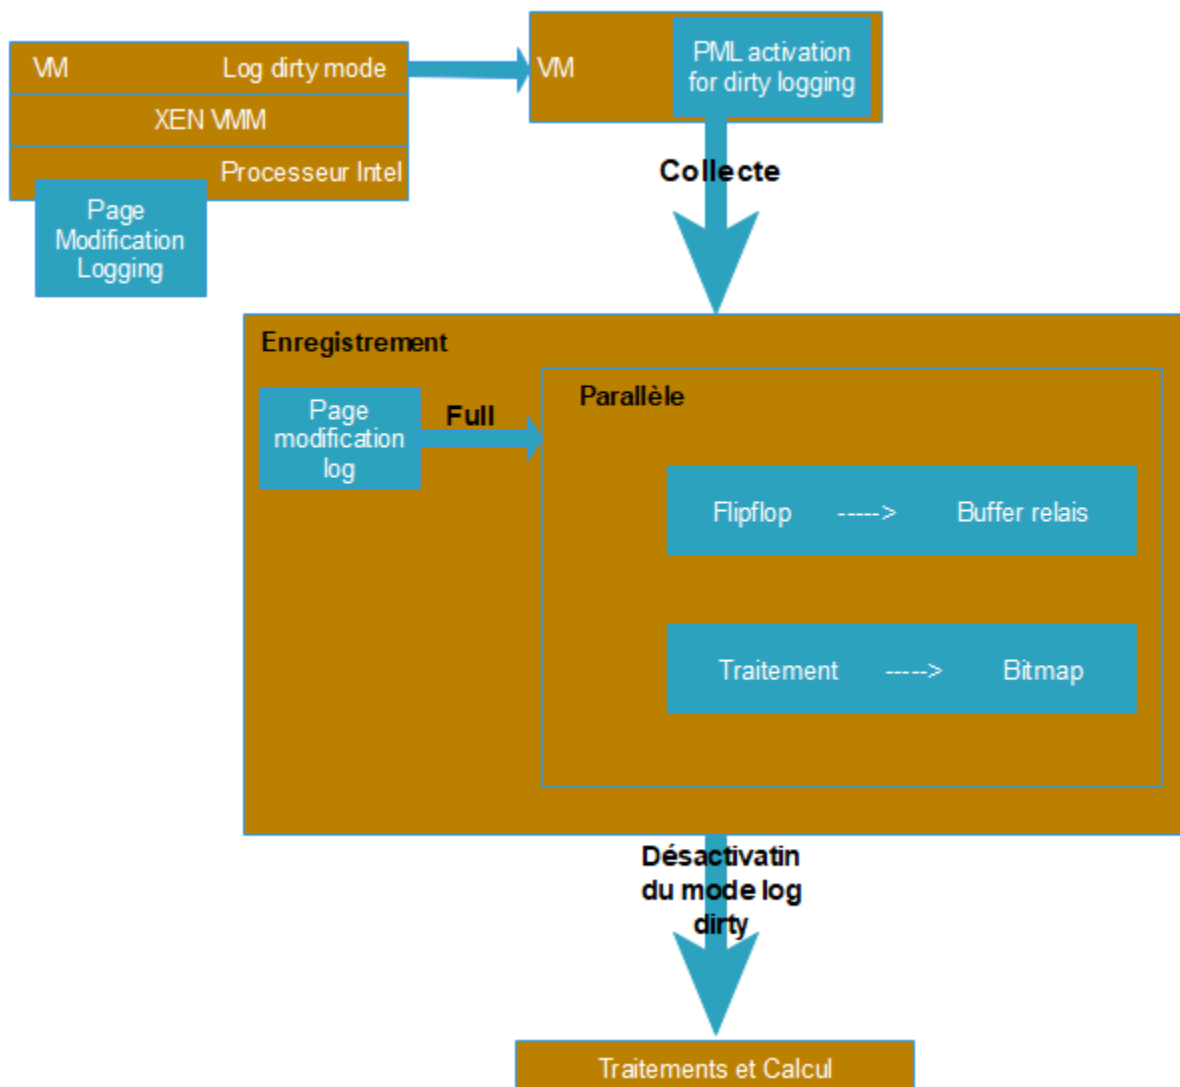 VM Log dirty mode
XEN VMM
Processeur Intel
Page
Modification
Logging
VM
PML activation
for dirty logging
Collecte
Enregistrement
Page
modification
log
Full
Parallèle
Flipflop -----> Buffer relais
Traitement -----> Bitmap
Désactivatin
du mode log
dirty
Traitements et Calcul